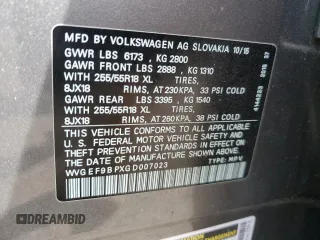 MFD BY VOLKSWAGEN AG SLOVAKIA 10/15
GVWR LBS 6173 , KG 2800
GAWR FRONT LBS 2888 , KG 1310
WITH 255/55R18 XL TIRES,
8JX18 RIMS, AT 230KPA, 33 PSI COLD
GAWR REAR LBS 3395 , KG 1540
WITH 255/55R18 XL TIRES,
8JX18 RIMS, AT 260KPA, 38 PSI COLD
THIS VEHICLE CONFORMS TO ALL APPLICABLE
U. S. FEDERAL MOTOR VEHICLE SAFETY AND
THEFT PREVENTION STANDARDS IN EFFECT ON
THE DATE OF MANUFACTURE SHOWN ABOVE.
WVGEF9BPXGD007023 TYPE: MPV